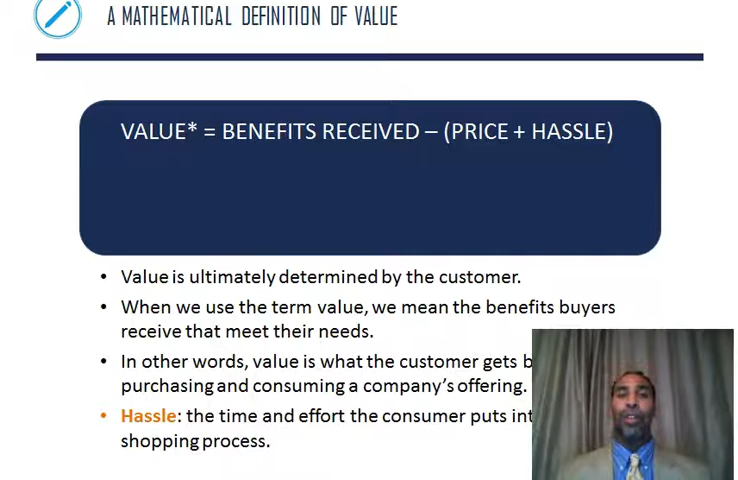 A MATHEMATICAL DEFINITION OF VALUE
VALUE* = BENEFITS RECEIVED – (PRICE + HASSLE)
• Value is ultimately determined by the customer.
• When we use the term value, we mean the benefits buyers
receive that meet their needs.
• In other words, value is what the customer gets
purchasing and consuming a company's offering.
• Hassle: the time and effort the consumer puts
shopping process.